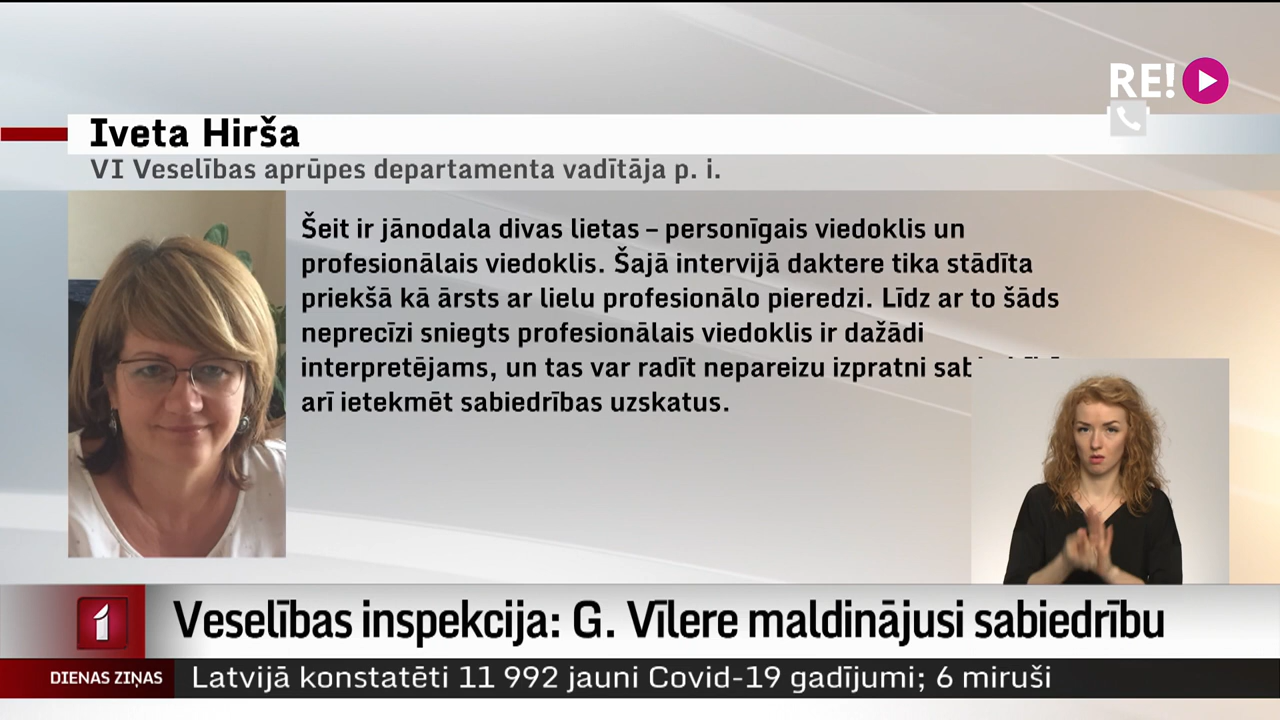 RE!
Iveta Hirša
VI Veselības aprūpes departamenta vadītāja p. i.
Šeit ir jānodala divas lietas – personīgais viedoklis un
profesionālais viedoklis. Šajā intervijā daktere tika stādīta
priekšā kā ārsts ar lielu profesionālo pieredzi. Līdz ar to šāds
neprecīzi sniegts profesionālais viedoklis ir dažādi
interpretējams, un tas var radīt nepareizu izpratni
arī ietekmēt sabiedrības uzskatus.
1
Veselības inspekcija: G. Vīlere maldinājusi sabiedrību
DIENAS ZIŅAS
Latvijā konstatēti 11 992 jauni Covid-19 gadījumi; 6 miruši